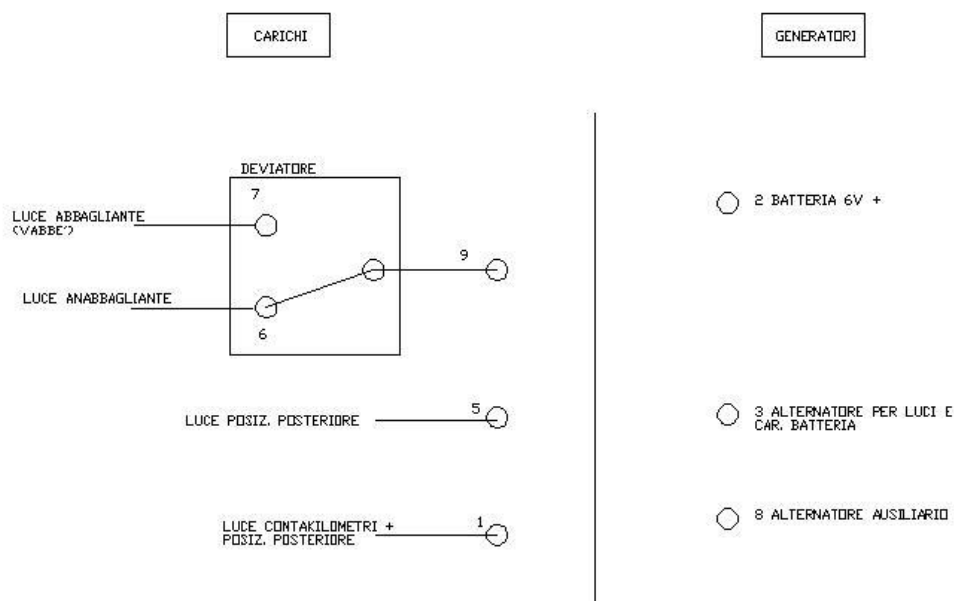 CARICHI
GENERATORI
DEVIATORE
7
LUCE ABBAGLIANTE
(VABBE')
2 BATTERIA 6V +
9
LUCE ANABBAGLIANTE
6
5
LUCE POSIZ. POSTERIORE
3 ALTERNATORE PER LUCI E
CAR. BATTERIA
1
LUCE CONTAKILOMETRI +
POSIZ. POSTERIORE
8 ALTERNATORE AUSILIARIO